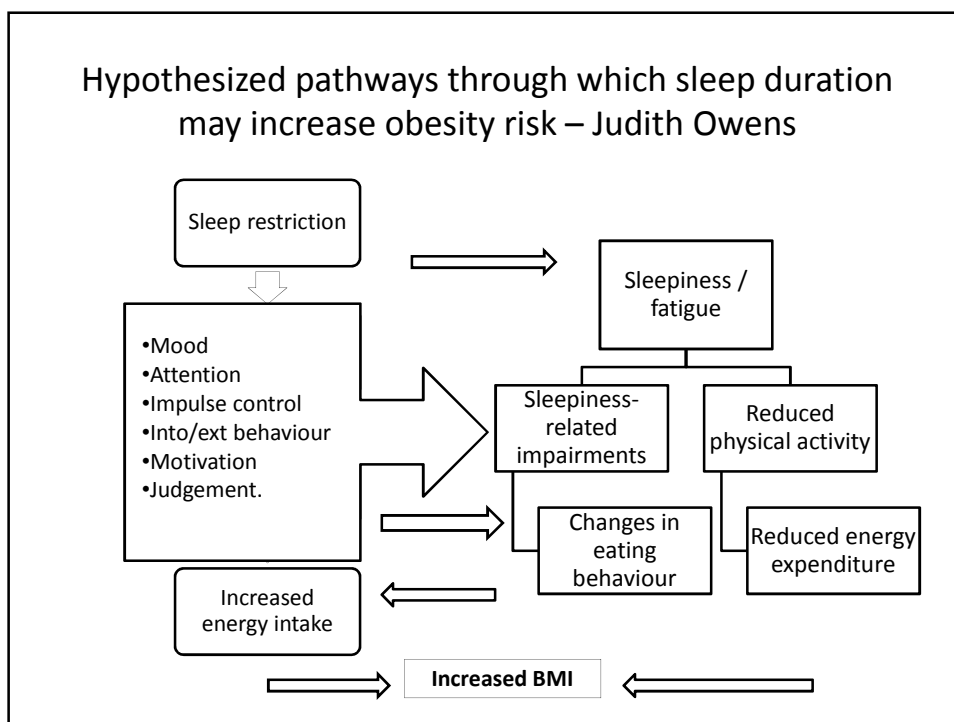 Hypothesized pathways through which sleep duration
may increase obesity risk – Judith Owens
Sleep restriction
Sleepiness /
fatigue
•Mood
•Attention
•Impulse control
•Into/ext behaviour
•Motivation
•Judgement.
Sleepiness-
related
impairments
Reduced
physical activity
Changes in
eating
behaviour
Reduced energy
expenditure
Increased
energy intake
Increased BMI